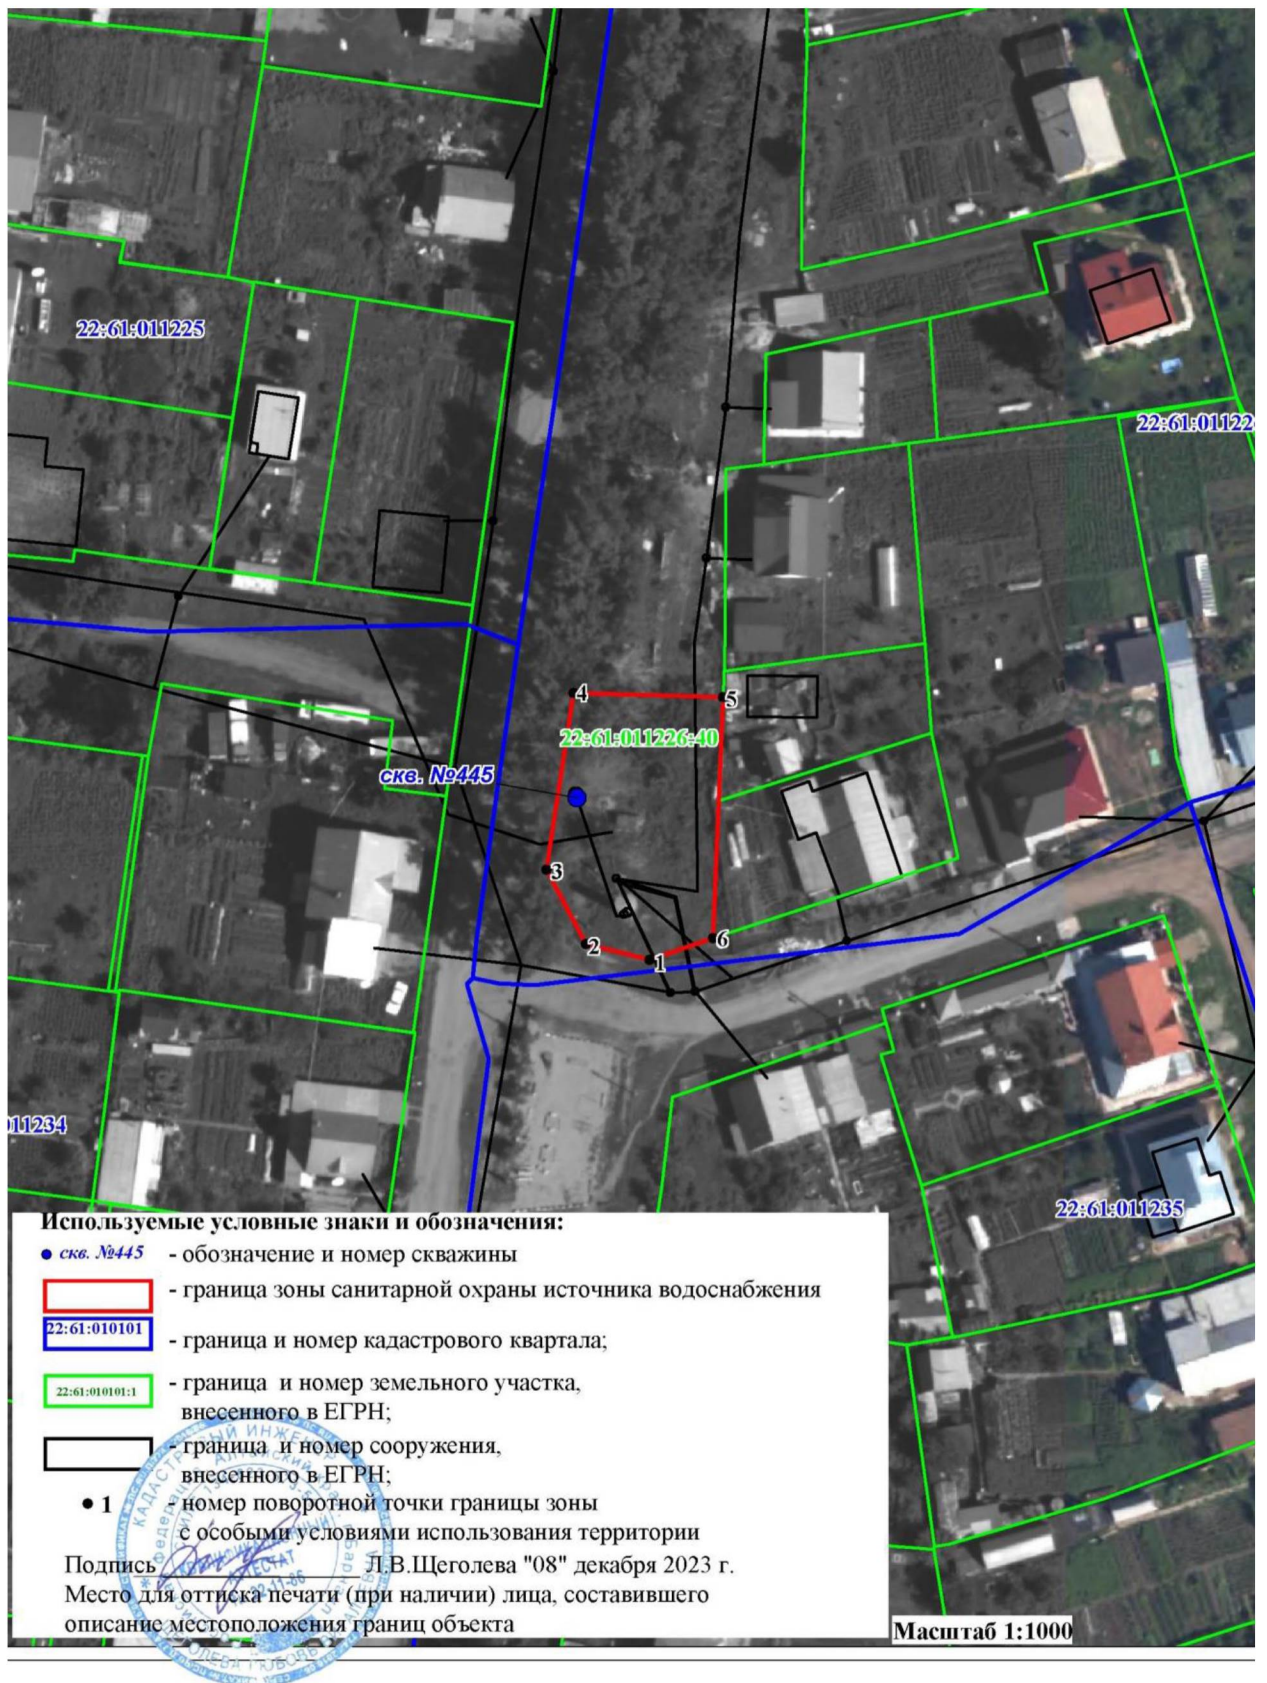 22:61:011225
22:61:01122
4
5
22:61:011226:40
скв. №445
3
2
1
6
011234
22:61:011235
Используемые условные знаки и обозначения:
скв. №445 - обозначение и номер скважины
- граница зоны санитарной охраны источника водоснабжения
22:61:010101
- граница и номер кадастрового квартала;
22:61:010101:1
- граница и номер земельного участка,
внесенного в ЕГРН;
- граница и номер сооружения,
внесенного в ЕГРН;
1 - номер поворотной точки границы зоны
с особыми условиями использования территории
Подпись Л.В.Щеголева "08" декабря 2023 г.
Место для оттиска печати (при наличии) лица, составившего
описание местоположения границ объекта
Масштаб 1:1000
КАДАСТРОВЫЙ ИНЖЕНЕР